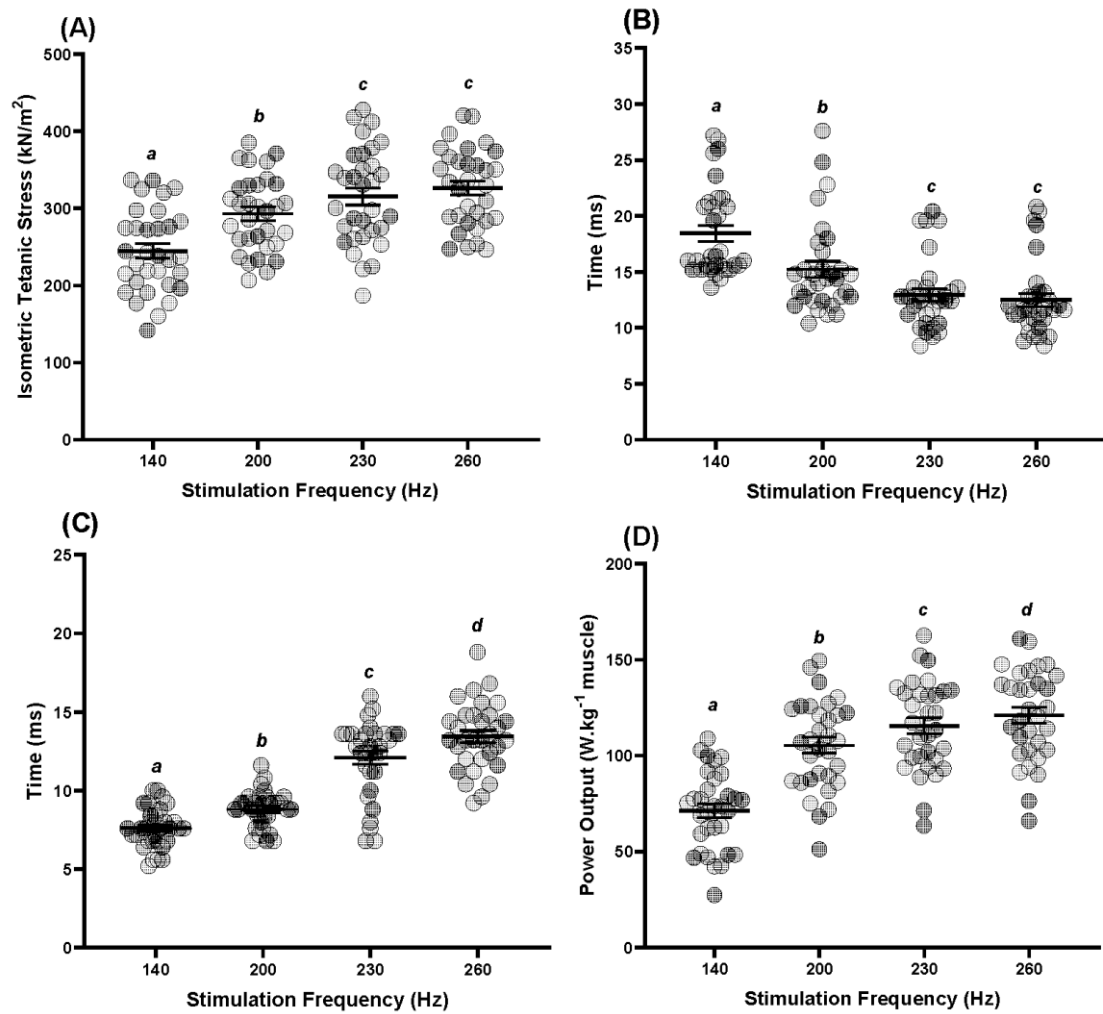 (A)
Isometric Tetanic Stress (kN/m²)
500
400
300
200
100
0
a
b
c
c
140 200 230 260
Stimulation Frequency (Hz)
(B)
Time (ms)
35
30
25
20
15
10
5
0
a
b
c
c
140 200 230 260
Stimulation Frequency (Hz)
(C)
Time (ms)
25
20
15
10
5
0
a
b
c
d
140 200 230 260
Stimulation Frequency (Hz)
(D)
Power Output (W.kg⁻¹ muscle)
200
150
100
50
0
a
b
c
d
140 200 230 260
Stimulation Frequency (Hz)